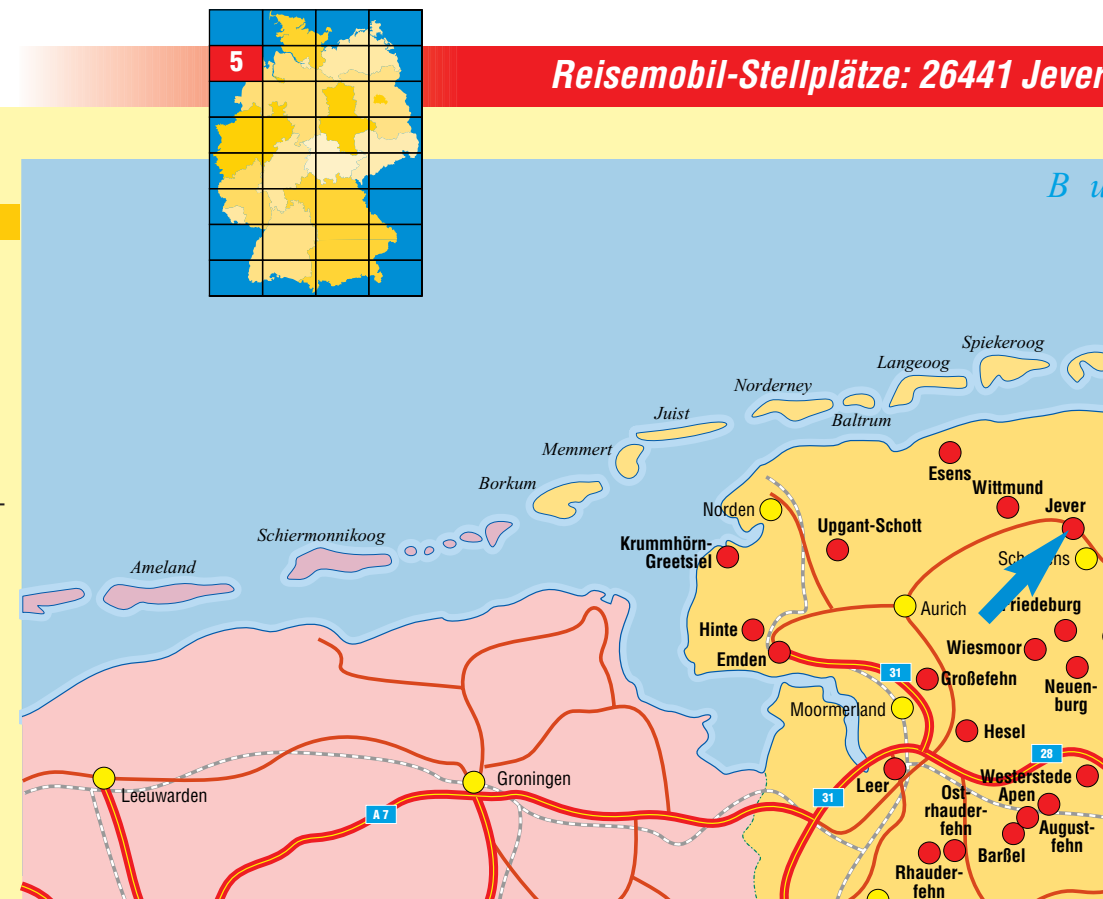 5
Reisemobil-Stellplätze: 26441 Jever
B u
Spiekeroog
Langeoog
Norderney
Baltrum
Juist
Memmert
Borkum
Schiermonnikoog
Ameland
Esens
Wittmund
Jever
Norden
Upgant-Schott
Krummhörn-
Greetsiel
Aurich
Hinte
Emden
Wiesmoor
31
Großefehn
Neuen-
burg
Moormerland
Hesel
28
Groningen
Leeuwarden
A 7
31
Leer
Westerstede
Apen
Ost-
rhauder-
fehn
August-
fehn
Barßel
Rhauder-
fehn